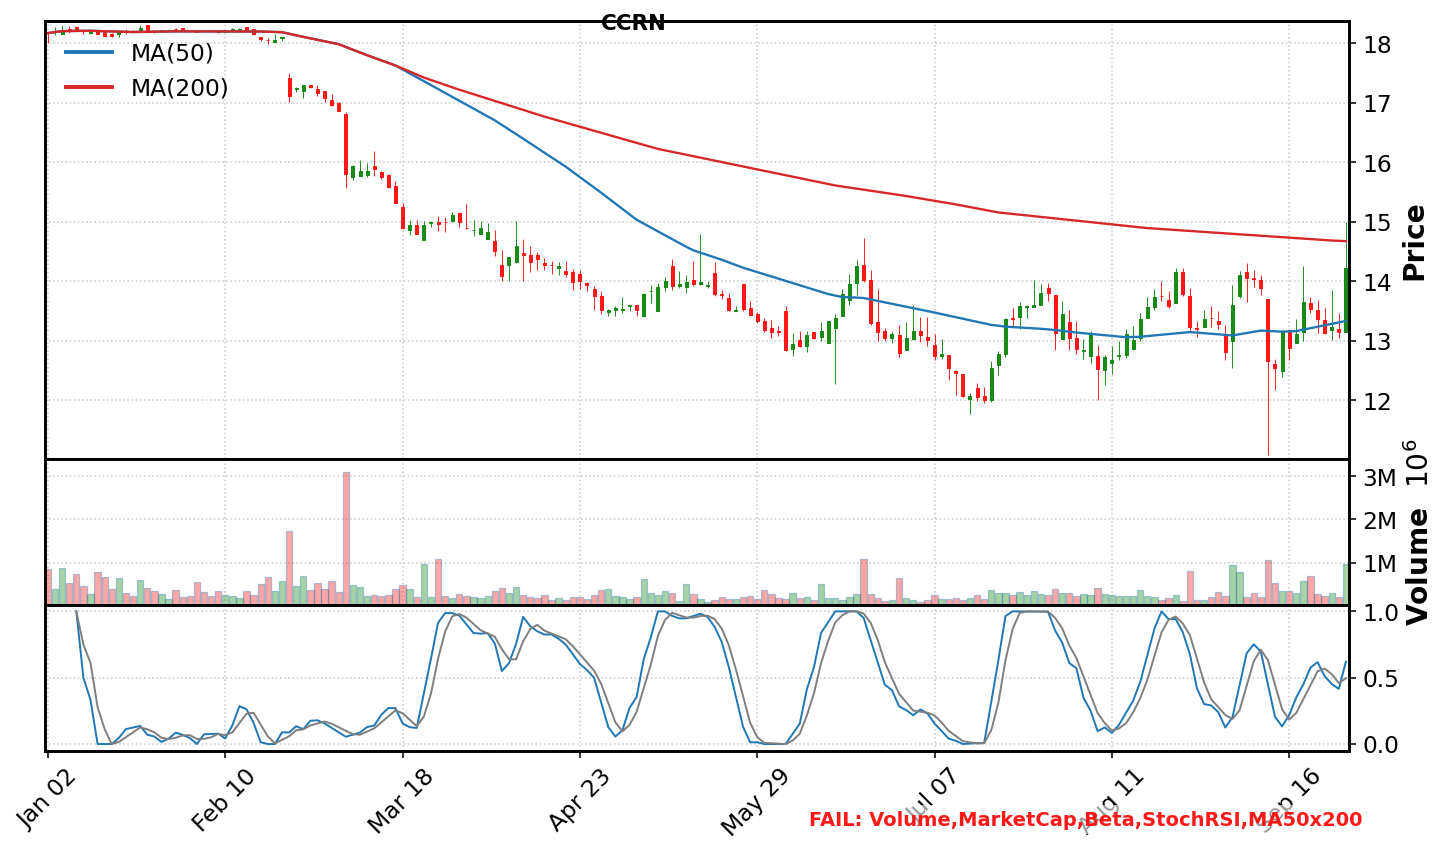 CCRN
MA(50)
MA(200)
18
17
16
15
14
13
12
Price
3M
2M
1M
Volume 10^6
1.0
0.5
0.0
Jan 02
Feb 10
Mar 18
Apr 23
May 29
Jul 07
Aug 11
Sep 16
FAIL: Volume,MarketCap,Beta,StochRSI,MA50x200